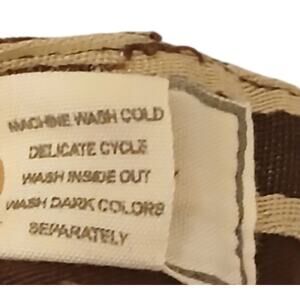 MACHINE WASH COLD
DELICATE CYCLE
WASH INSIDE OUT
WASH DARK COLORS
SEPARATELY